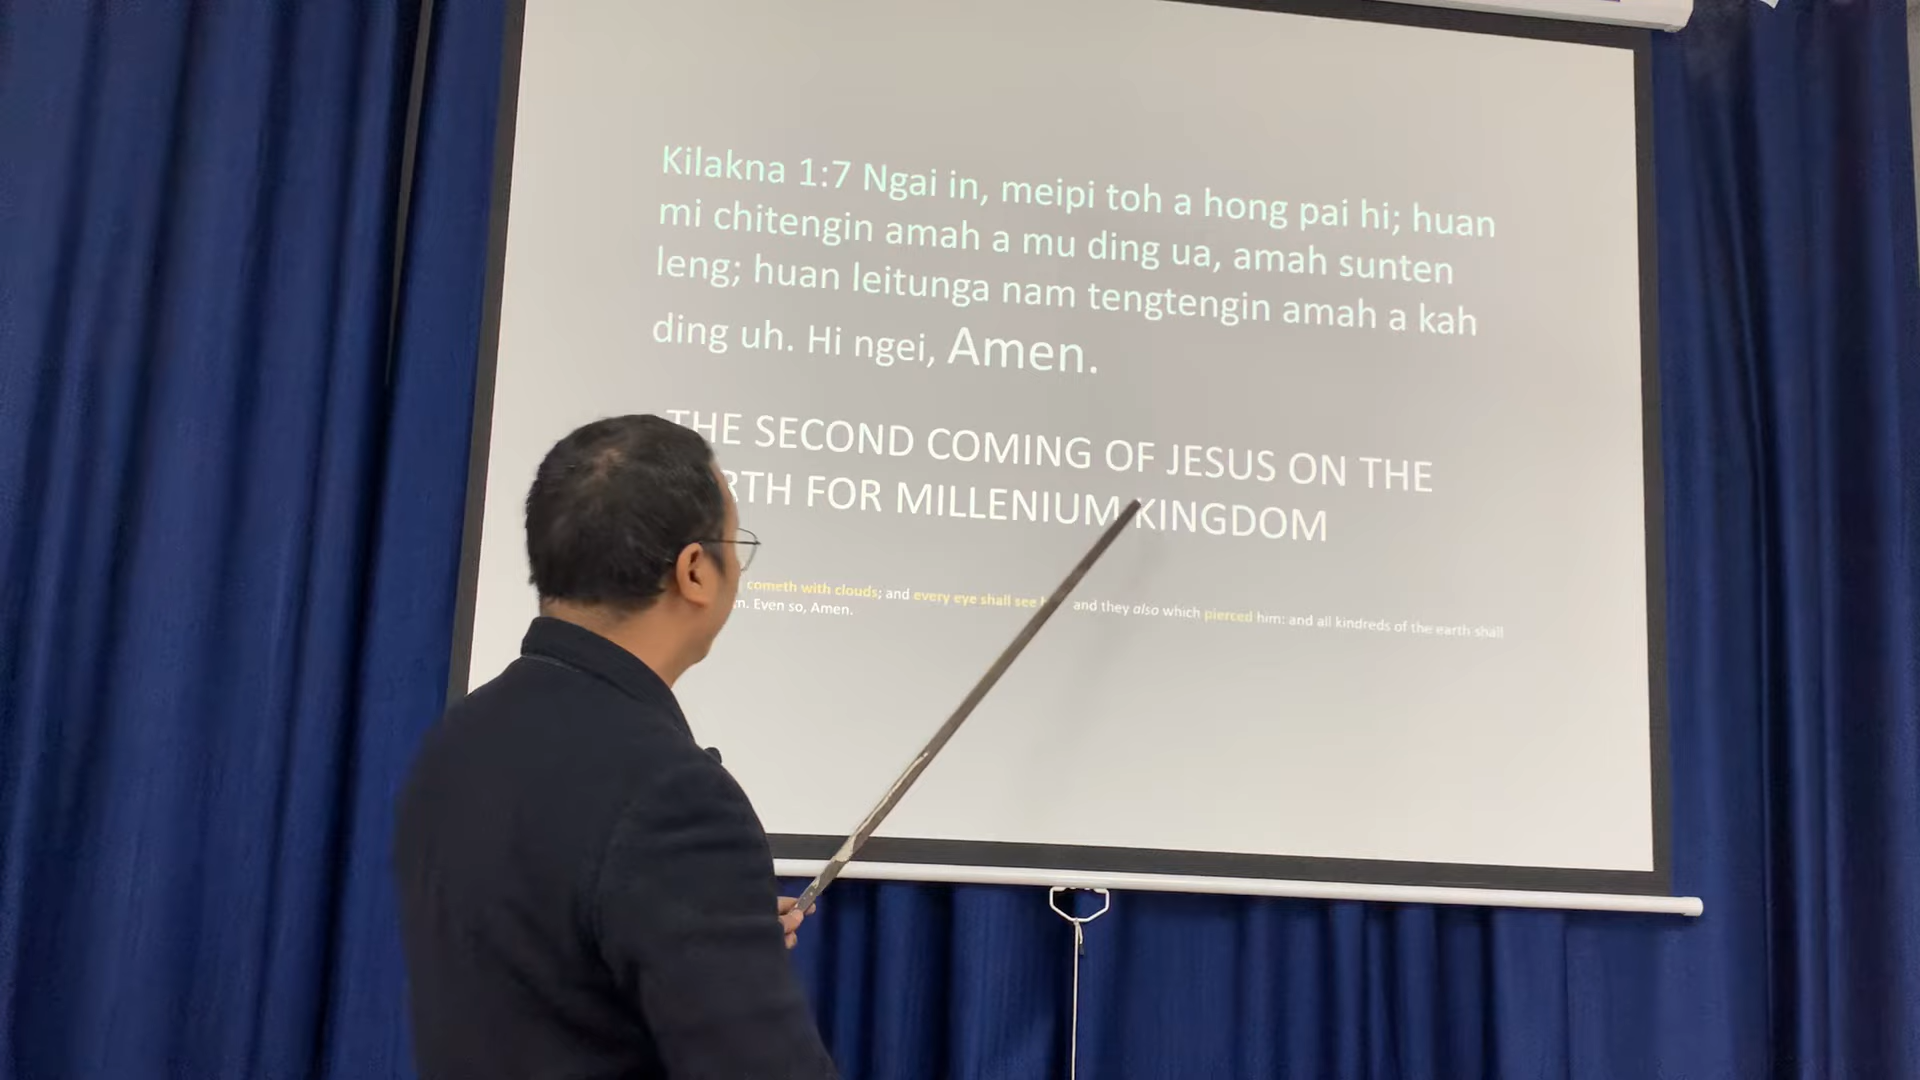 Kilakna 1:7 Ngai in, meipi toh a hong pai hi; huan
mi chitengin amah a mu ding ua, amah sunten
leng; huan leitunga nam tengtengin amah a kah
ding uh. Hi ngei, Amen.
THE SECOND COMING OF JESUS ON THE
RTH FOR MILLENIUM KINGDOM
cometh with clouds; and every eye shall see and they also which pierced him: and all kindreds of the earth shall
Even so, Amen.